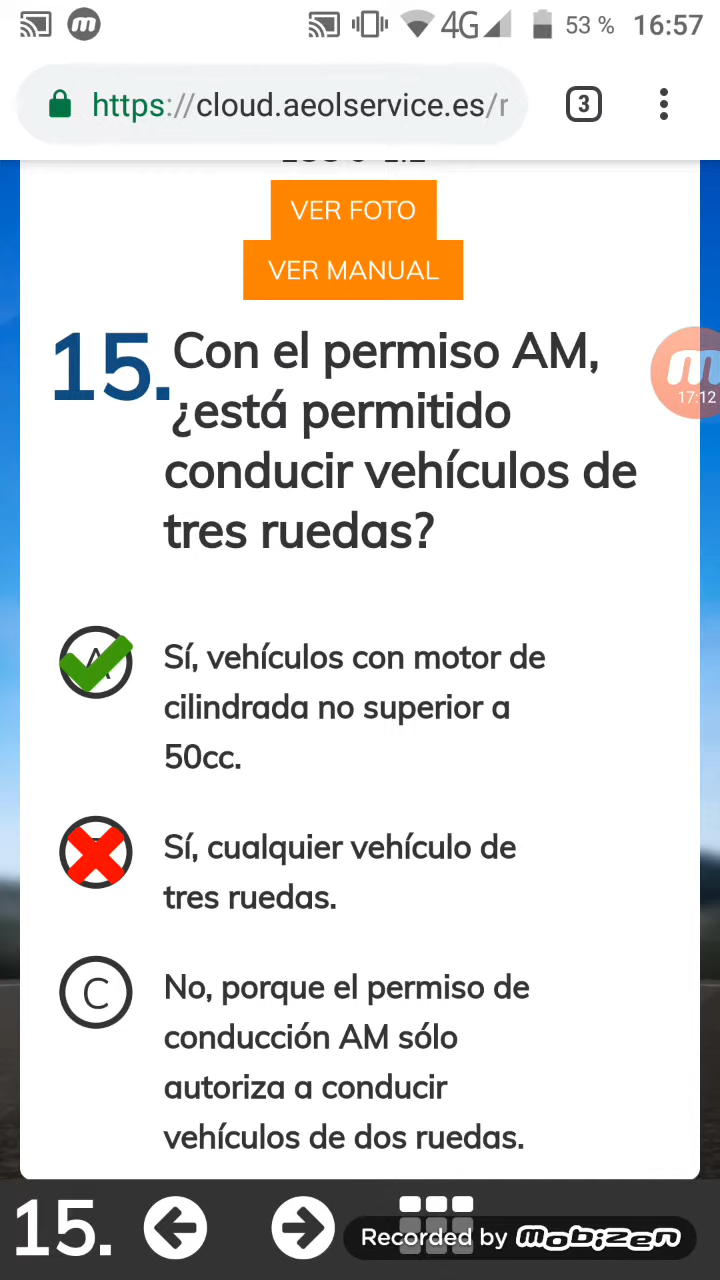 4G 53 % 16:57
https://cloud.aeolservice.es/r 3
VER FOTO
VER MANUAL
15. Con el permiso AM,
¿está permitido
conducir vehículos de
tres ruedas?
17:12
A Sí, vehículos con motor de
cilindrada no superior a
50cc.
Sí, cualquier vehículo de
tres ruedas.
C No, porque el permiso de
conducción AM sólo
autoriza a conducir
vehículos de dos ruedas.
15. Recorded by mobizen